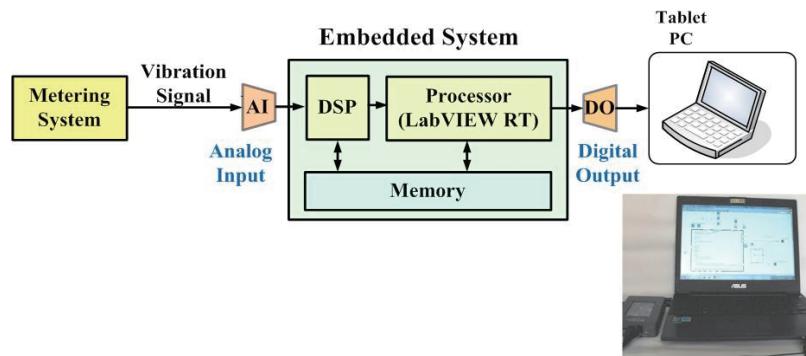 Tablet
PC
Embedded System
Vibration
Signal
Metering
System
AI
Analog
Input
DSP
Processor
(LabVIEW RT)
Memory
DO
Digital
Output
ASUS